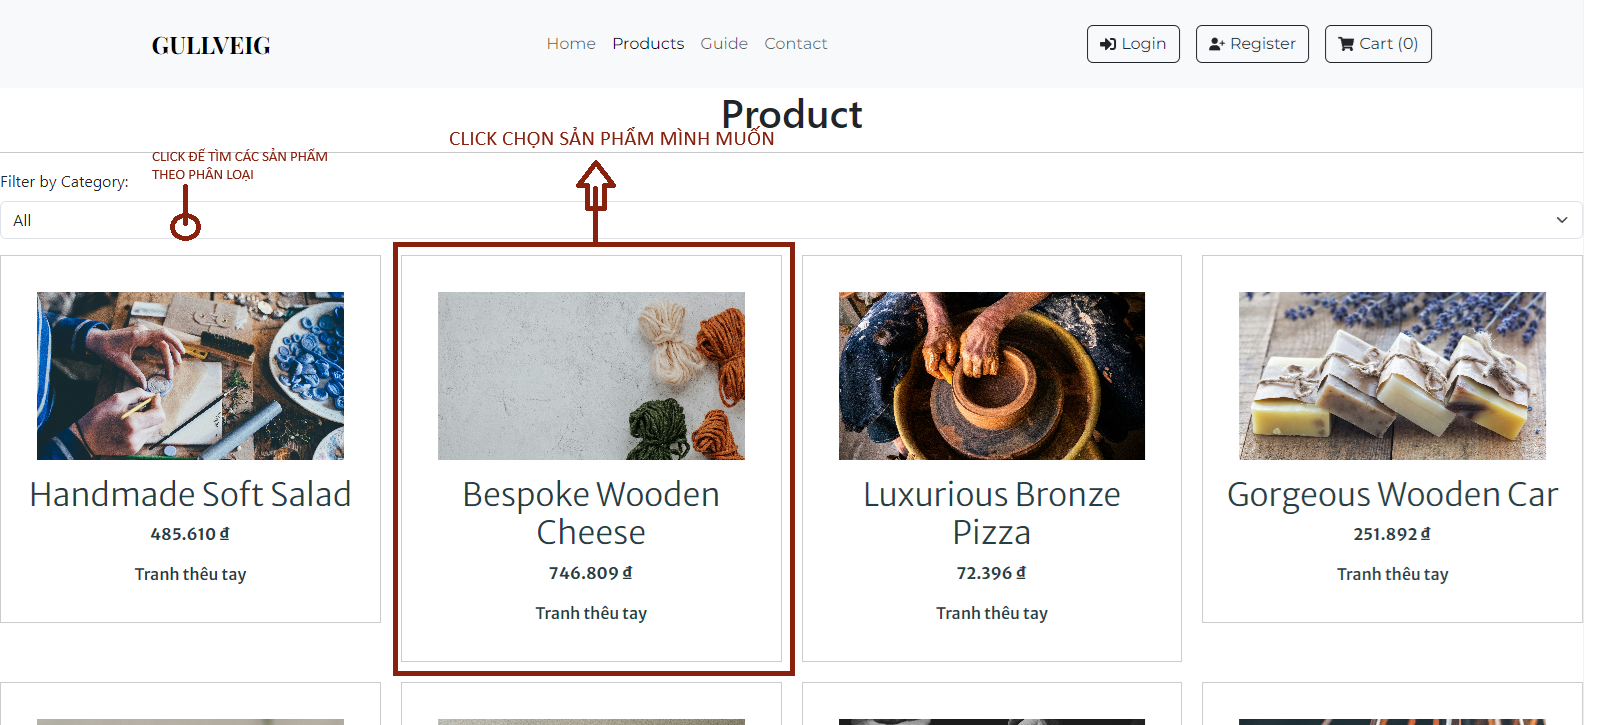 GULLVEIG
Home Products Guide Contact
Login Register Cart (0)
Product
CLICK CHỌN SẢN PHẨM MÌNH MUỐN
CLICK ĐỂ TÌM CÁC SẢN PHẨM
THEO PHÂN LOẠI
Filter by Category:
All
Handmade Soft Salad
485.610 ₫
Tranh thêu tay
Bespoke Wooden
Cheese
746.809 ₫
Tranh thêu tay
Luxurious Bronze
Pizza
72.396 ₫
Tranh thêu tay
Gorgeous Wooden Car
251.892 ₫
Tranh thêu tay